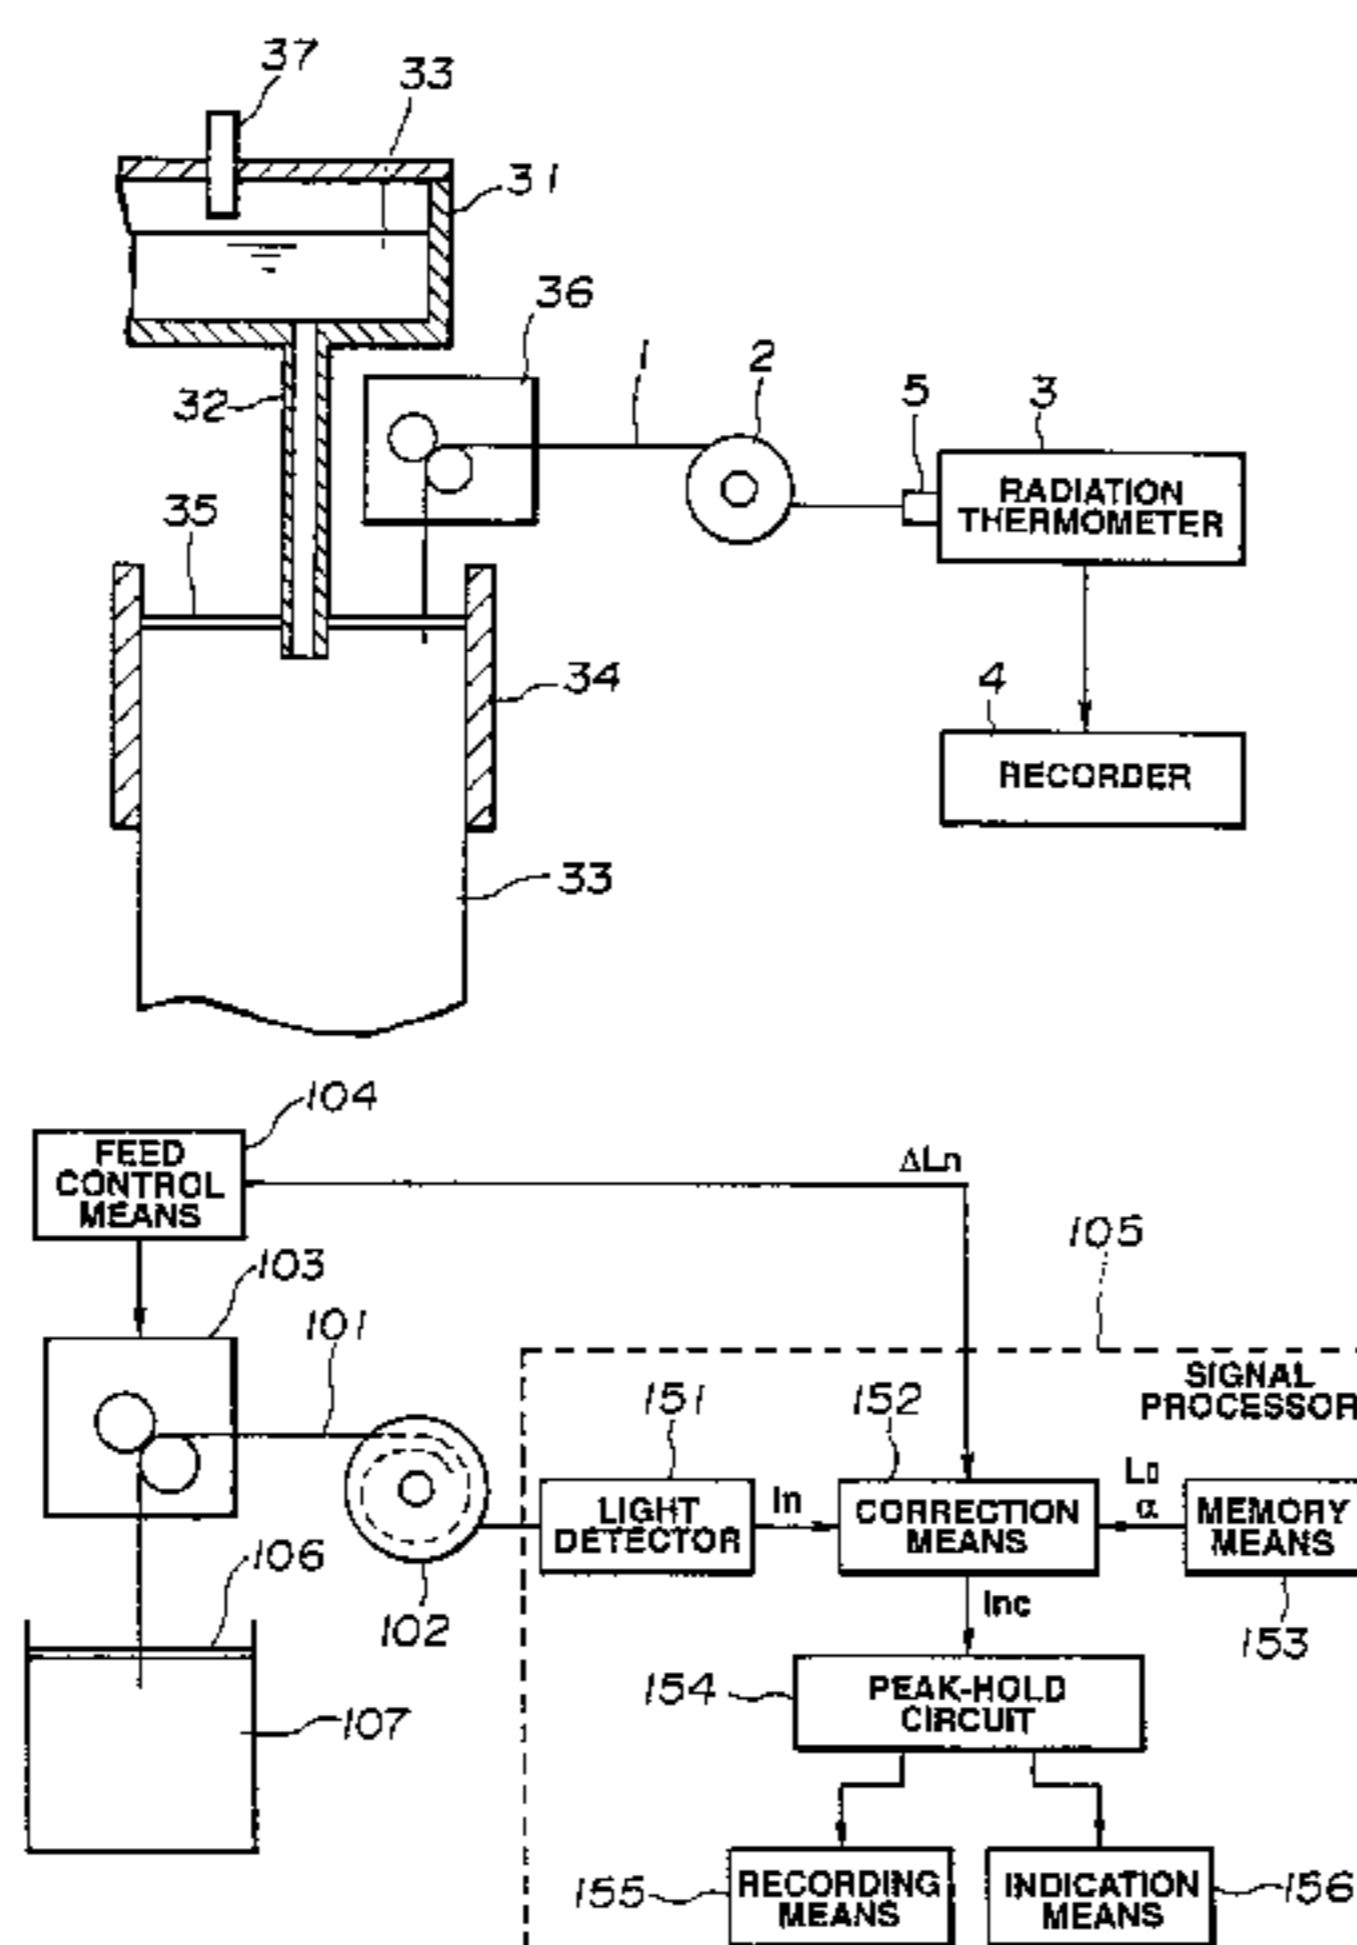 37
33
31
36
1
2
32
5
3
RADIATION
THERMOMETER
35
34
4
RECORDER
33
104
FEED
CONTROL
MEANS
ΔLn
105
103
101
SIGNAL
PROCESSOR
151
152
LIGHT
DETECTOR
In
CORRECTION
MEANS
Lo
α
MEMORY
MEANS
106
102
Inc
153
154
PEAK-HOLD
CIRCUIT
107
155
RECORDING
MEANS
INDICATION
MEANS
156